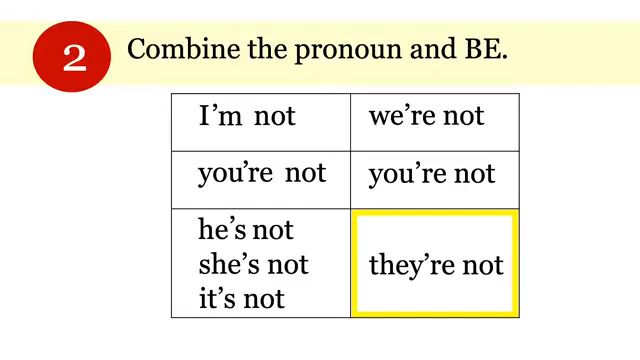 2 Combine the pronoun and BE.
I'm not we're not
you're not you're not
he's not
she's not
it's not
they're not